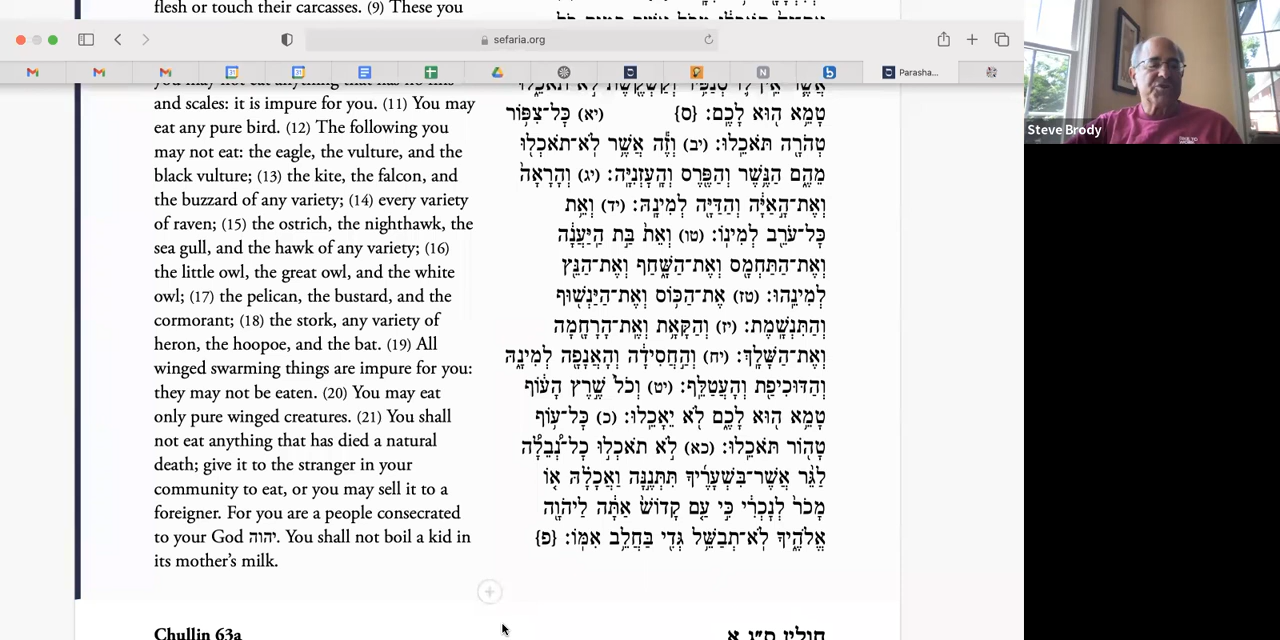 flesh or touch their carcasses. (9) These you
sefaria.org
Parasha...
and scales: it is impure for you. (11) You may
eat any pure bird. (12) The following you
may not eat: the eagle, the vulture, and the
black vulture; (13) the kite, the falcon, and
the buzzard of any variety; (14) every variety
of raven; (15) the ostrich, the nighthawk, the
sea gull, and the hawk of any variety; (16)
the little owl, the great owl, and the white
owl; (17) the pelican, the bustard, and the
cormorant; (18) the stork, any variety of
heron, the hoopoe, and the bat. (19) All
winged swarming things are impure for you:
they may not be eaten. (20) You may eat
only pure winged creatures. (21) You shall
not eat anything that has died a natural
death; give it to the stranger in your
community to eat, or you may sell it to a
foreigner. For you are a people consecrated
to your God יהוה. You shall not boil a kid in
its mother’s milk.
טָמֵא ה֖וּא לָכֶֽם׃ {ס} (יא) כׇּל־צִפּ֥וֹר
טְהֹרָ֖ה תֹּאכֵֽלוּ׃ (יב) וְזֶ֕ה אֲשֶׁ֥ר לֹֽא־תֹאכְל֖וּ
מֵהֶ֑ם הַנֶּ֥שֶׁר וְהַפֶּ֖רֶס וְהָֽעׇזְנִיָּֽה׃ (יג) וְהָרָאָה֙
וְאֶת־הָ֣אַיָּ֔ה וְהַדַּיָּ֖ה לְמִינָֽהּ׃ (יד) וְאֵ֥ת
כׇּל־עֹרֵ֖ב לְמִינֽוֹ׃ (טו) וְאֵת֙ בַּ֣ת הַֽיַּעֲנָ֔ה
וְאֶת־הַתַּחְמָ֖ס וְאֶת־הַשָּׁ֑חַף וְאֶת־הַנֵּ֖ץ
לְמִינֵֽהוּ׃ (טז) אֶת־הַכּ֥וֹס וְאֶת־הַיַּנְשׁ֖וּף
וְהַתִּנְשָֽׁמֶת׃ (יז) וְהַקָּאָ֥ת וְאֶֽת־הָרָחָ֖מָה
וְאֶת־הַשָּׁלָֽךְ׃ (יח) וְהַ֣חֲסִידָ֔ה וְהָאֲנָפָ֖ה לְמִינָ֑הּ
וְהַדּוּכִיפַ֖ת וְהָעֲטַלֵּֽף׃ (יט) וְכֹל֙ שֶׁ֣רֶץ הָע֔וֹף
טָמֵ֥א ה֖וּא לָכֶ֑ם לֹ֖א יֵאָכֵֽלוּ׃ (כ) כׇּל־ע֥וֹף
טָה֖וֹר תֹּאכֵֽלוּ׃ (כא) לֹ֣א תֹאכְל֣וּ כׇל־נְ֠בֵלָ֠ה
לַגֵּ֨ר אֲשֶׁר־בִּשְׁעָרֶ֜יךָ תִּתְּנֶ֣נָּה וַאֲכָלָ֗הּ א֤וֹ
מָכֹר֙ לְנׇכְרִ֔י כִּ֣י עַ֤ם קָדוֹשׁ֙ אַתָּ֔ה לַיהֹוָ֖ה
אֱלֹהֶ֑יךָ לֹֽא־תְבַשֵּׁ֥ל גְּדִ֖י בַּחֲלֵ֥ב אִמּֽוֹ׃ {פ}
Chullin 63a
חולין ס״ג א
Steve Brody